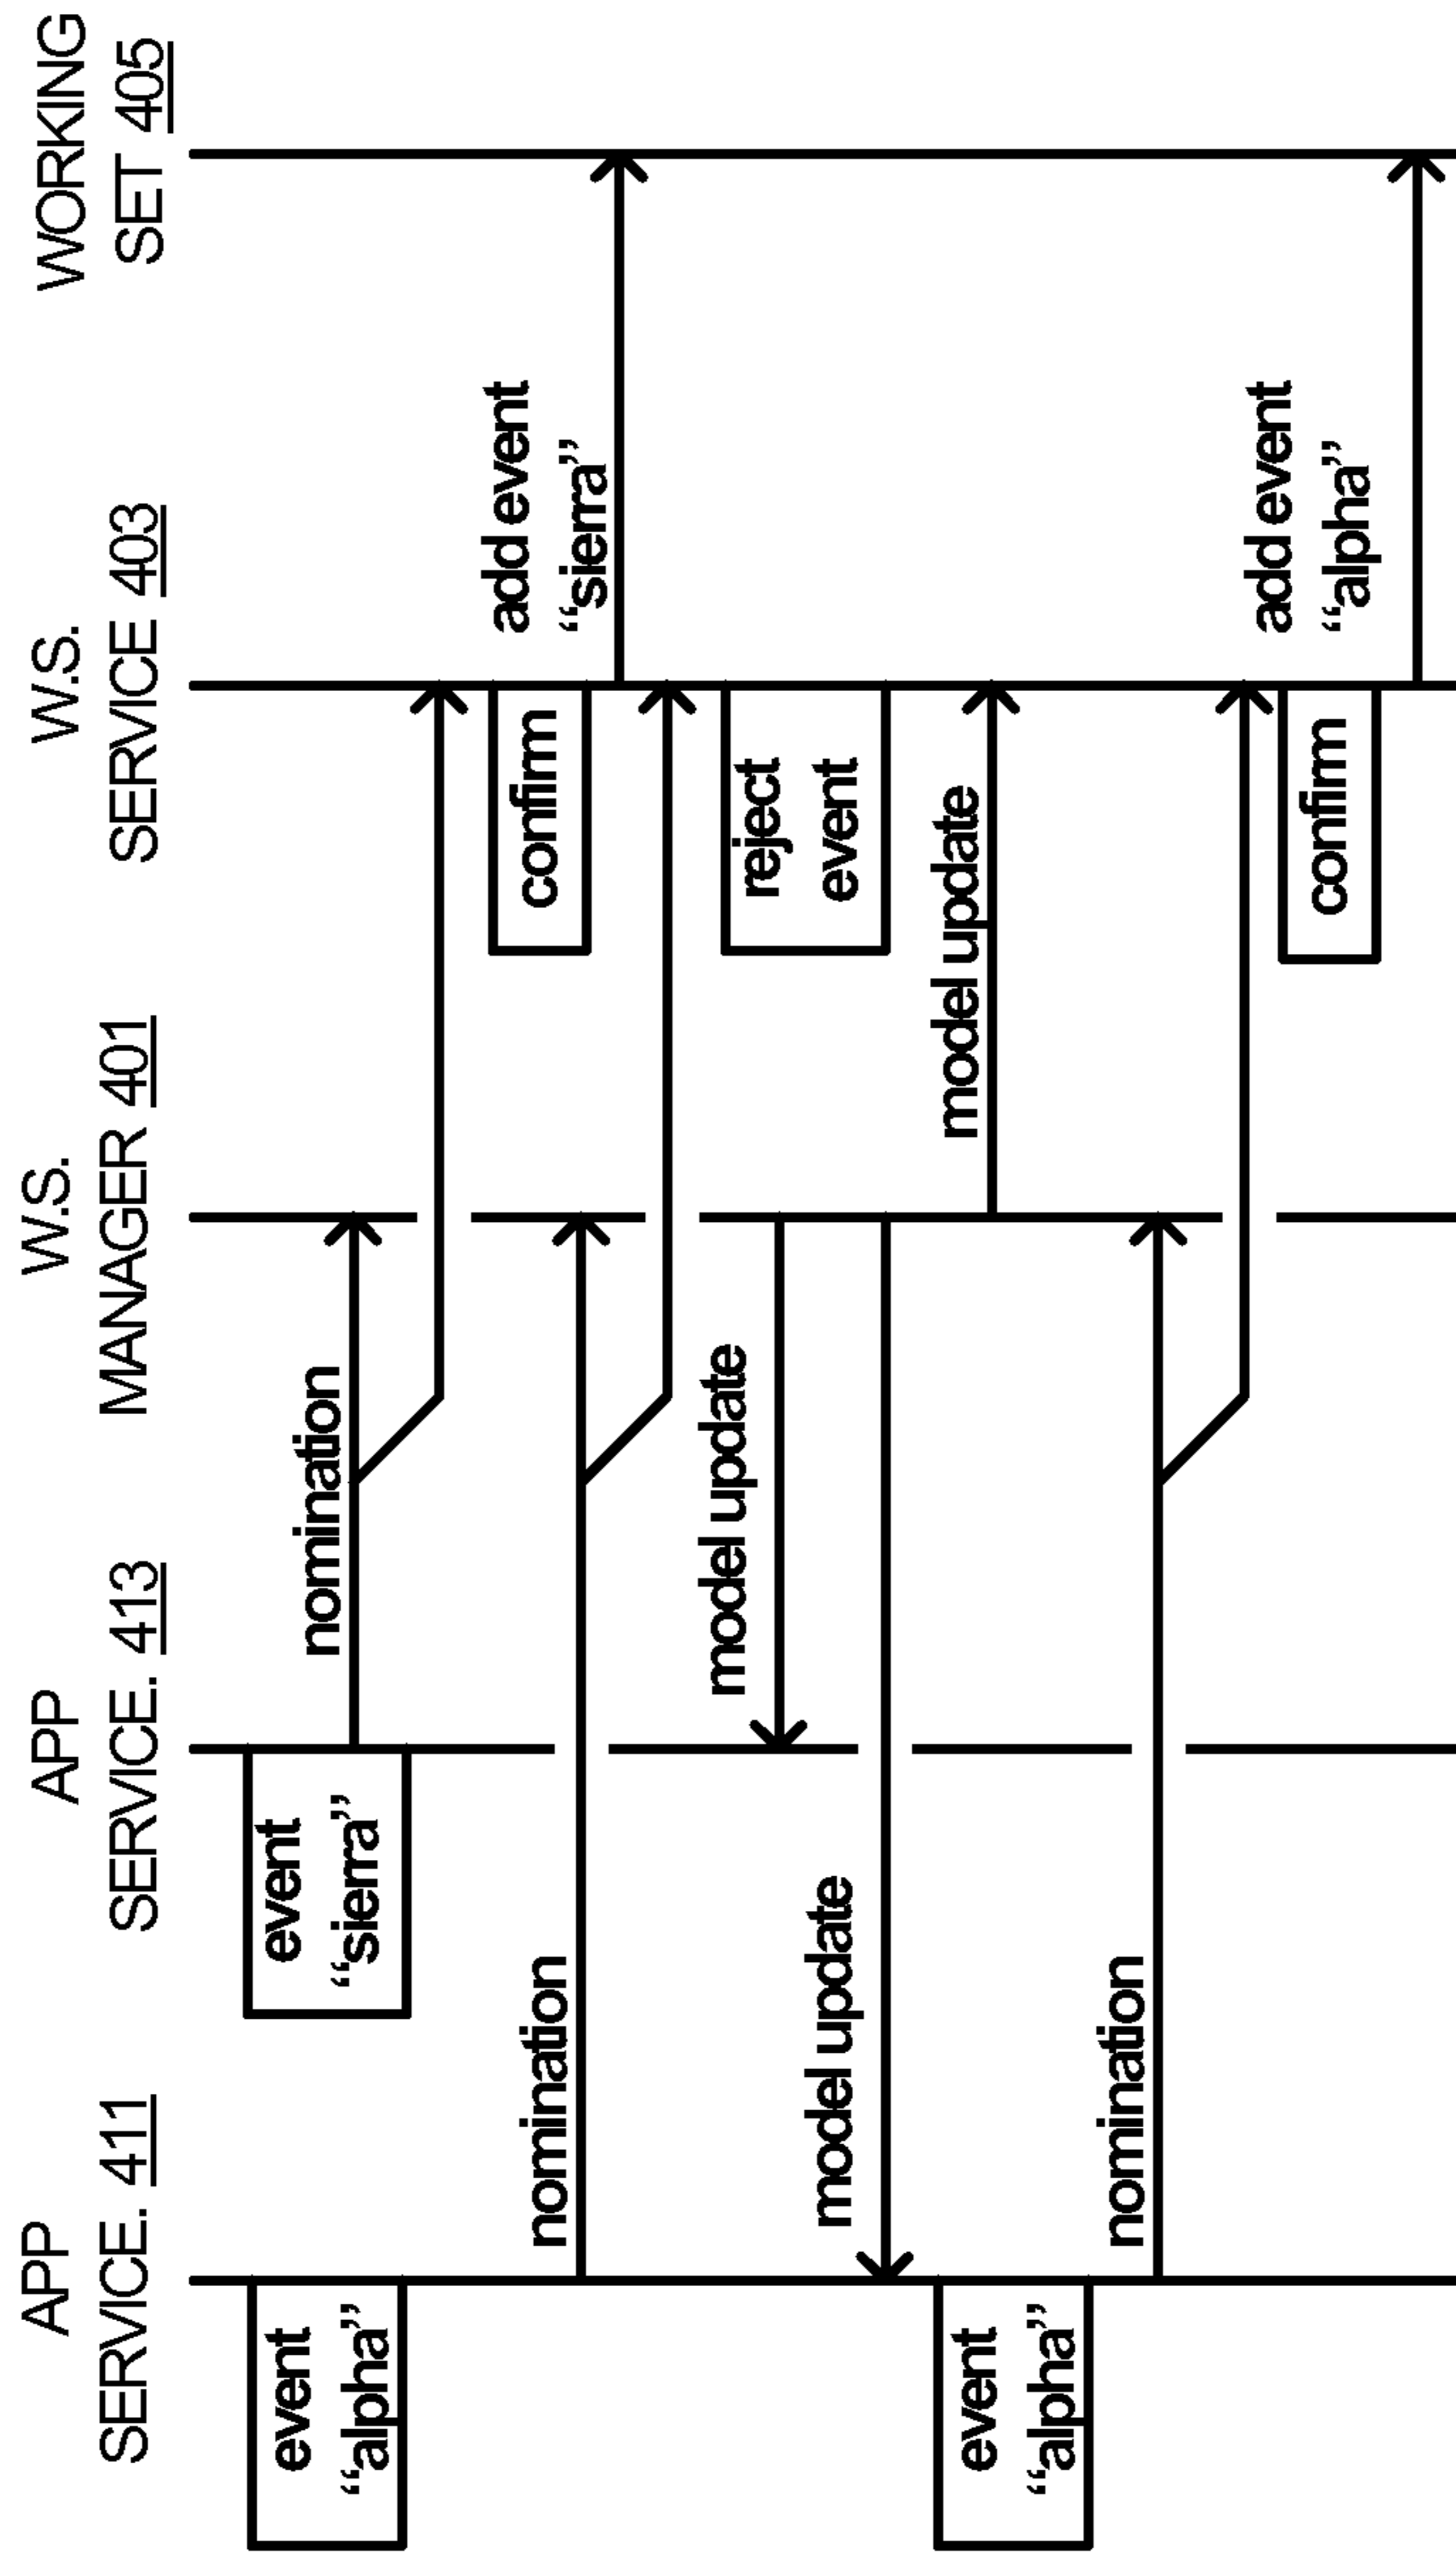 APP
SERVICE. 411
APP
SERVICE. 413
W.S.
MANAGER 401
W.S.
SERVICE 403
WORKING
SET 405
event
“alpha”
event
“sierra”
nomination
confirm
add event
“sierra”
nomination
reject
event
model update
model update
model update
event
“alpha”
nomination
confirm
add event
“alpha”